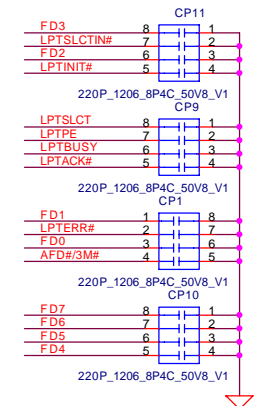 CP11
FD3 8 1
LPTSLCTIN# 7 2
FD2 6 3
LPTINIT# 5 4
220P_1206_8P4C_50V8_V1
CP9
LPTSLCT 8 1
LPTPE 7 2
LPTBUSY 6 3
LPTACK# 5 4
220P_1206_8P4C_50V8_V1
CP1
FD1 1 8
LPTERR# 2 7
FD0 3 6
AFD#/3M# 4 5
220P_1206_8P4C_50V8_V1
CP10
FD7 8 1
FD6 7 2
FD5 6 3
FD4 5 4
220P_1206_8P4C_50V8_V1